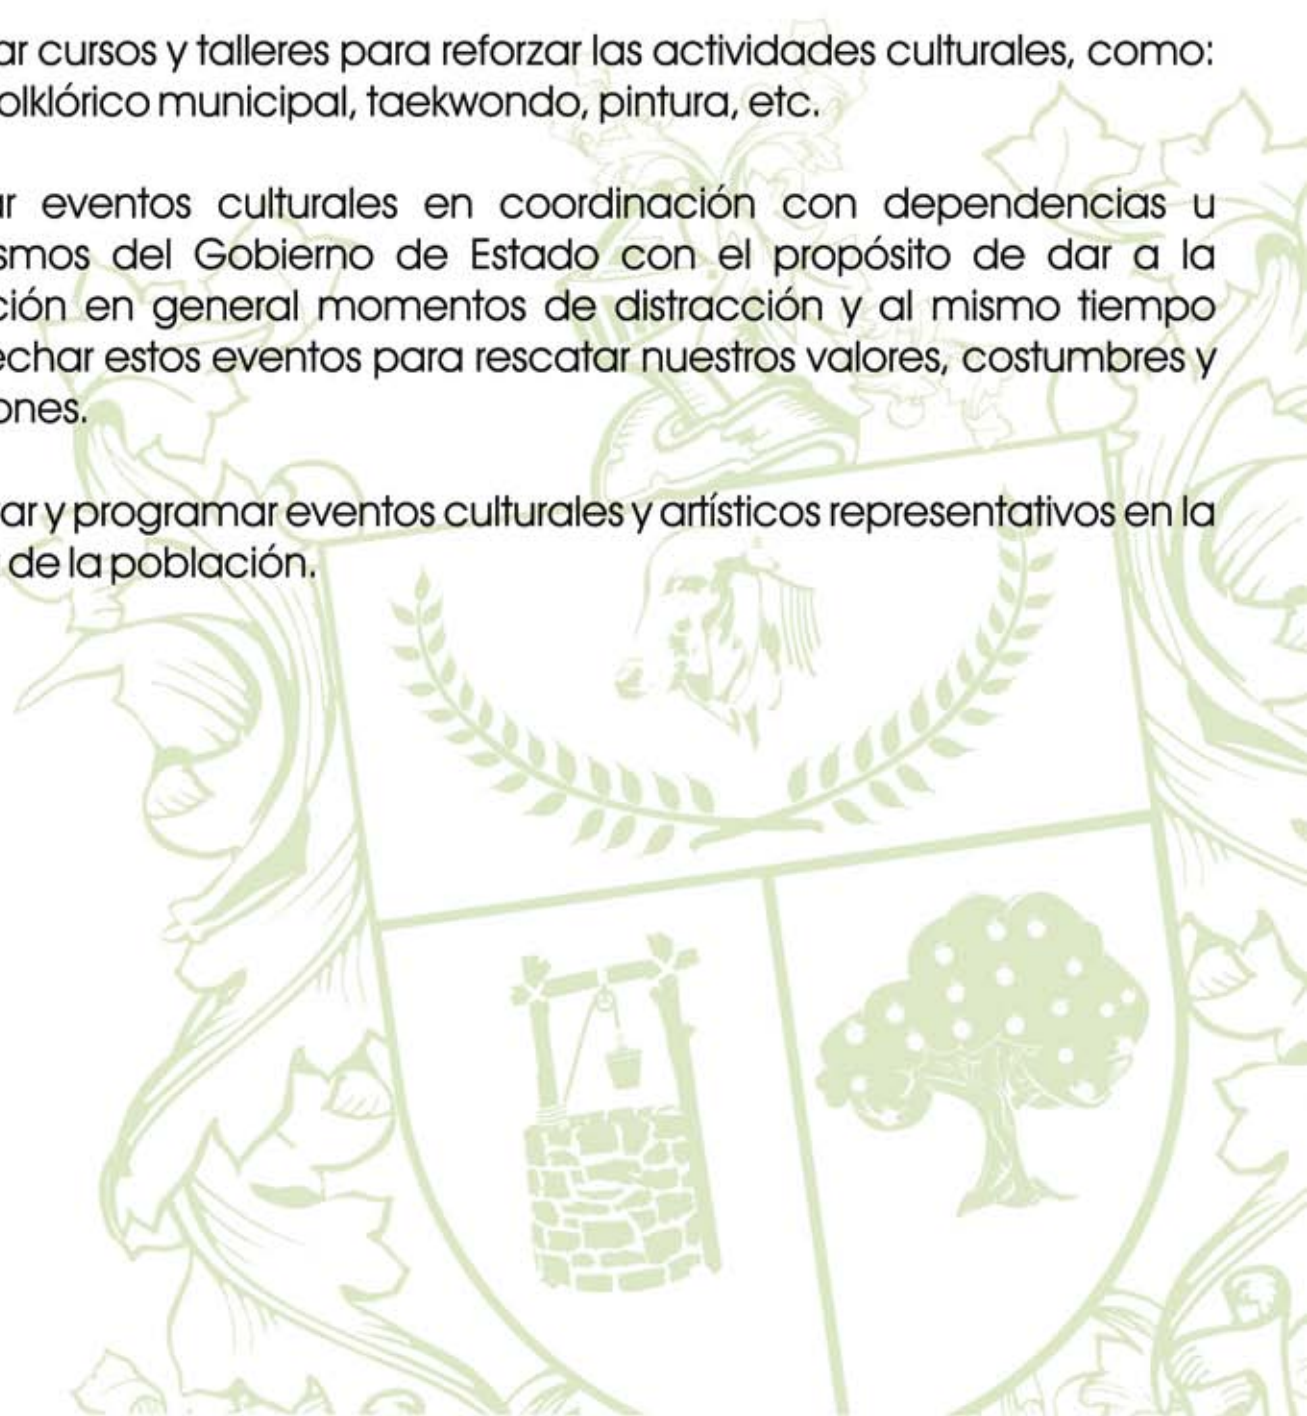 ar cursos y talleres para reforzar las actividades culturales, como:
olklórico municipal, taekwondo, pintura, etc.
ar eventos culturales en coordinación con dependencias u
smos del Gobierno de Estado con el propósito de dar a la
ción en general momentos de distracción y al mismo tiempo
echar estos eventos para rescatar nuestros valores, costumbres y
ones.
ar y programar eventos culturales y artísticos representativos en la
de la población.